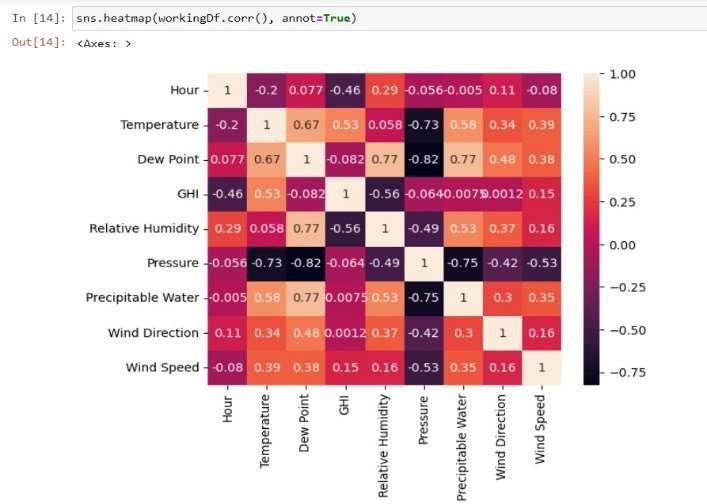 In [14]: sns.heatmap(workingDf.corr(), annot=True)
Out[14]: <Axes: >
Hour 1 -0.2 0.077 -0.46 0.29 -0.056 -0.005 0.11 -0.08
Temperature -0.2 1 0.67 0.53 0.058 -0.73 0.58 0.34 0.39
Dew Point 0.077 0.67 1 -0.082 0.77 -0.82 0.77 0.48 0.38
GHI -0.46 0.53 -0.082 1 -0.56 -0.064 -0.0075 0.0012 0.15
Relative Humidity 0.29 0.058 0.77 -0.56 1 -0.49 0.53 0.37 0.16
Pressure -0.056 -0.73 -0.82 -0.064 -0.49 1 -0.75 -0.42 -0.53
Precipitable Water -0.005 0.58 0.77 -0.0075 0.53 -0.75 1 0.3 0.35
Wind Direction 0.11 0.34 0.48 0.0012 0.37 -0.42 0.3 1 0.16
Wind Speed -0.08 0.39 0.38 0.15 0.16 -0.53 0.35 0.16 1
Hour
Temperature
Dew Point
GHI
Relative Humidity
Pressure
Precipitable Water
Wind Direction
Wind Speed
1.00
0.75
0.50
0.25
0.00
−0.25
−0.50
−0.75